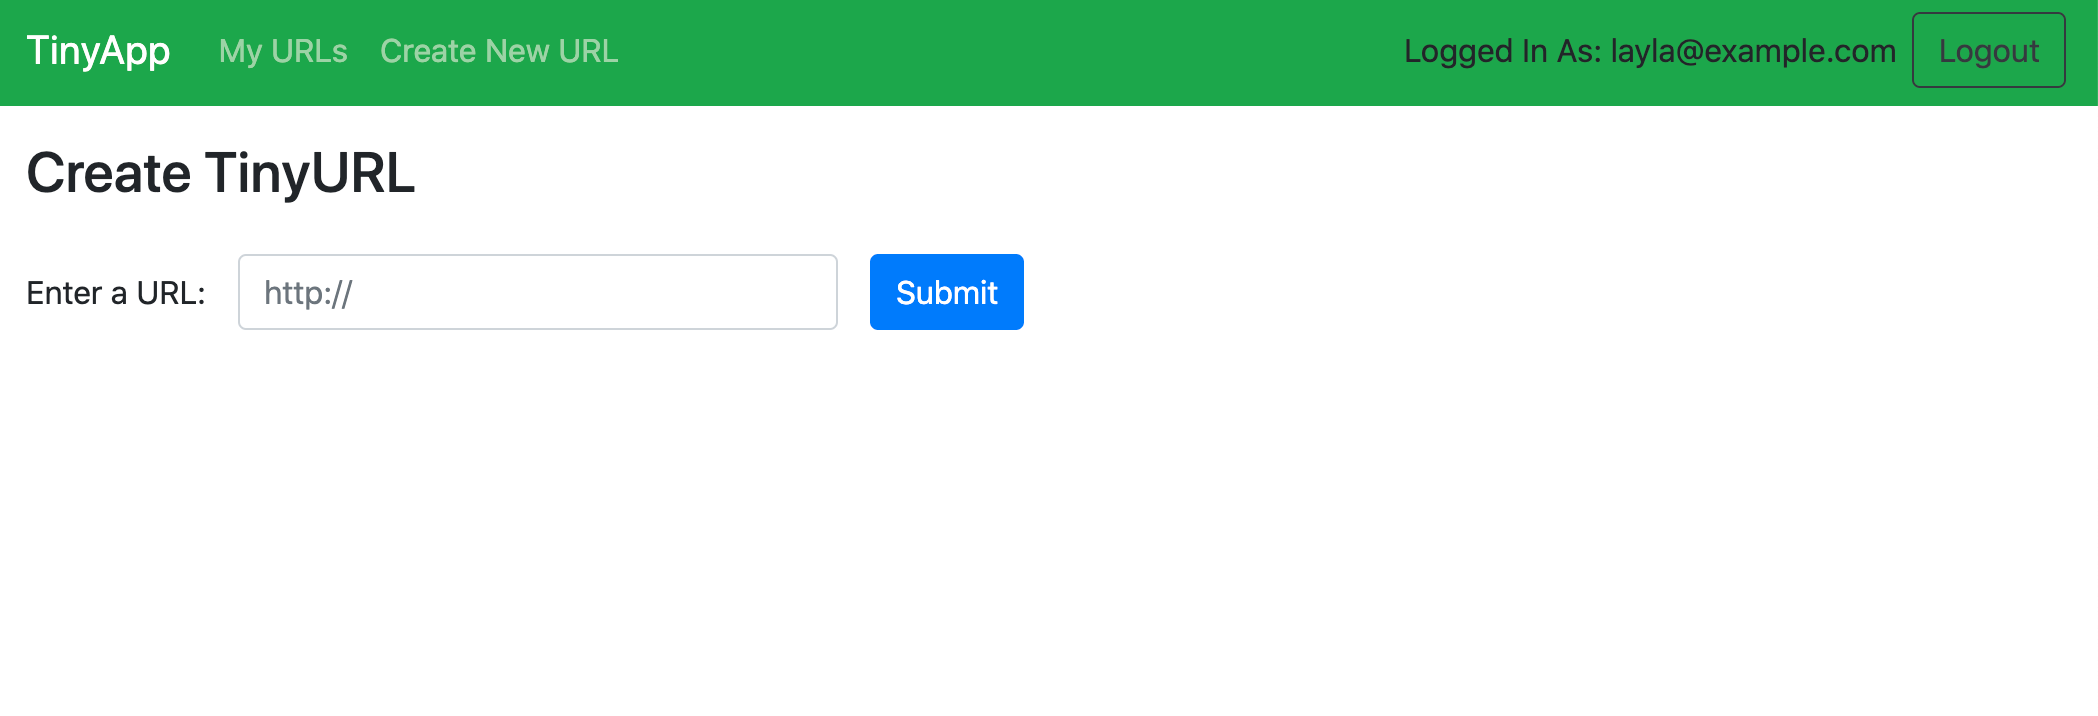 TinyApp My URLs Create New URL Logged In As: layla@example.com Logout
Create TinyURL
Enter a URL: http:// Submit